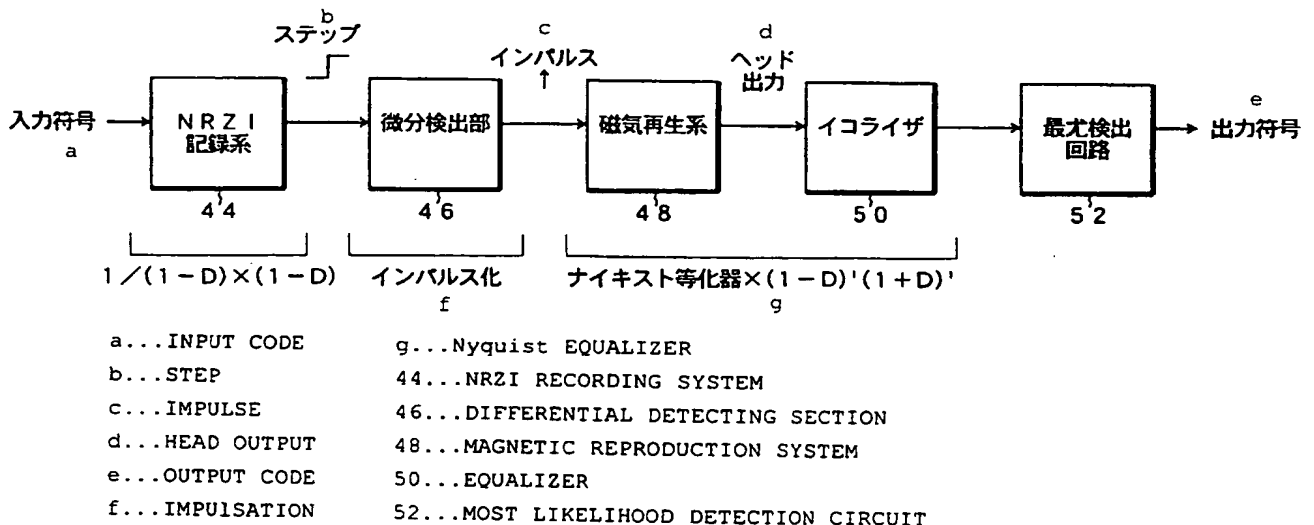 b
ステップ
c
インパルス
↑
d
ヘッド
出力
入力符号
a
NRZI
記録系
微分検出部
磁気再生系
イコライザ
最尤検出
回路
e
出力符号
44
46
48
50
52
1/(1-D)×(1-D)
インパルス化
f
ナイキスト等化器×(1-D)'(1+D)'
g
a...INPUT CODE
b...STEP
c...IMPULSE
d...HEAD OUTPUT
e...OUTPUT CODE
f...IMPUlSATION
g...Nyquist EQUALIZER
44...NRZI RECORDING SYSTEM
46...DIFFERENTIAL DETECTING SECTION
48...MAGNETIC REPRODUCTION SYSTEM
50...EQUALIZER
52...MOST LIKELIHOOD DETECTION CIRCUIT